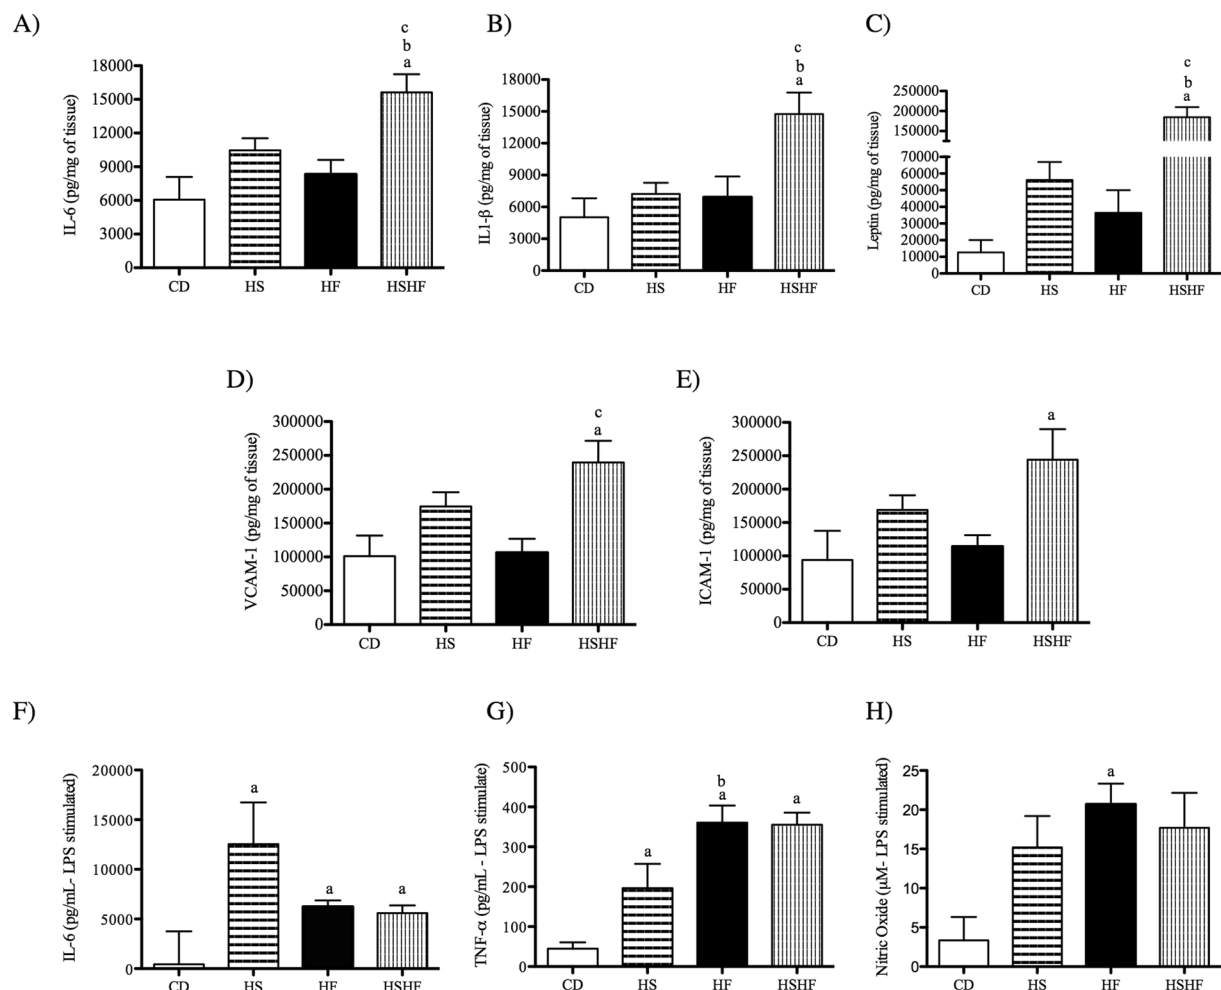 A)
IL-6 (pg/mg of tissue)
18000
15000
12000
9000
6000
3000
0
c
b
a
CD HS HF HSHF
B)
IL1-β (pg/mg of tissue)
18000
15000
12000
9000
6000
3000
0
c
b
a
CD HS HF HSHF
C)
Leptin (pg/mg of tissue)
250000
200000
150000
70000
60000
50000
40000
30000
20000
10000
0
c
b
a
CD HS HF HSHF
D)
VCAM-1 (pg/mg of tissue)
300000
250000
200000
150000
100000
50000
0
c
a
CD HS HF HSHF
E)
ICAM-1 (pg/mg of tissue)
300000
250000
200000
150000
100000
50000
0
a
CD HS HF HSHF
F)
IL-6 (pg/mL- LPS stimulated)
20000
15000
10000
5000
0
a
a
a
CD HS HF HSHF
G)
TNF-α (pg/mL - LPS stimulate)
500
400
300
200
100
0
a
b
a
a
CD HS HF HSHF
H)
Nitric Oxide (µM- LPS stimulated)
25
20
15
10
5
0
a
CD HS HF HSHF